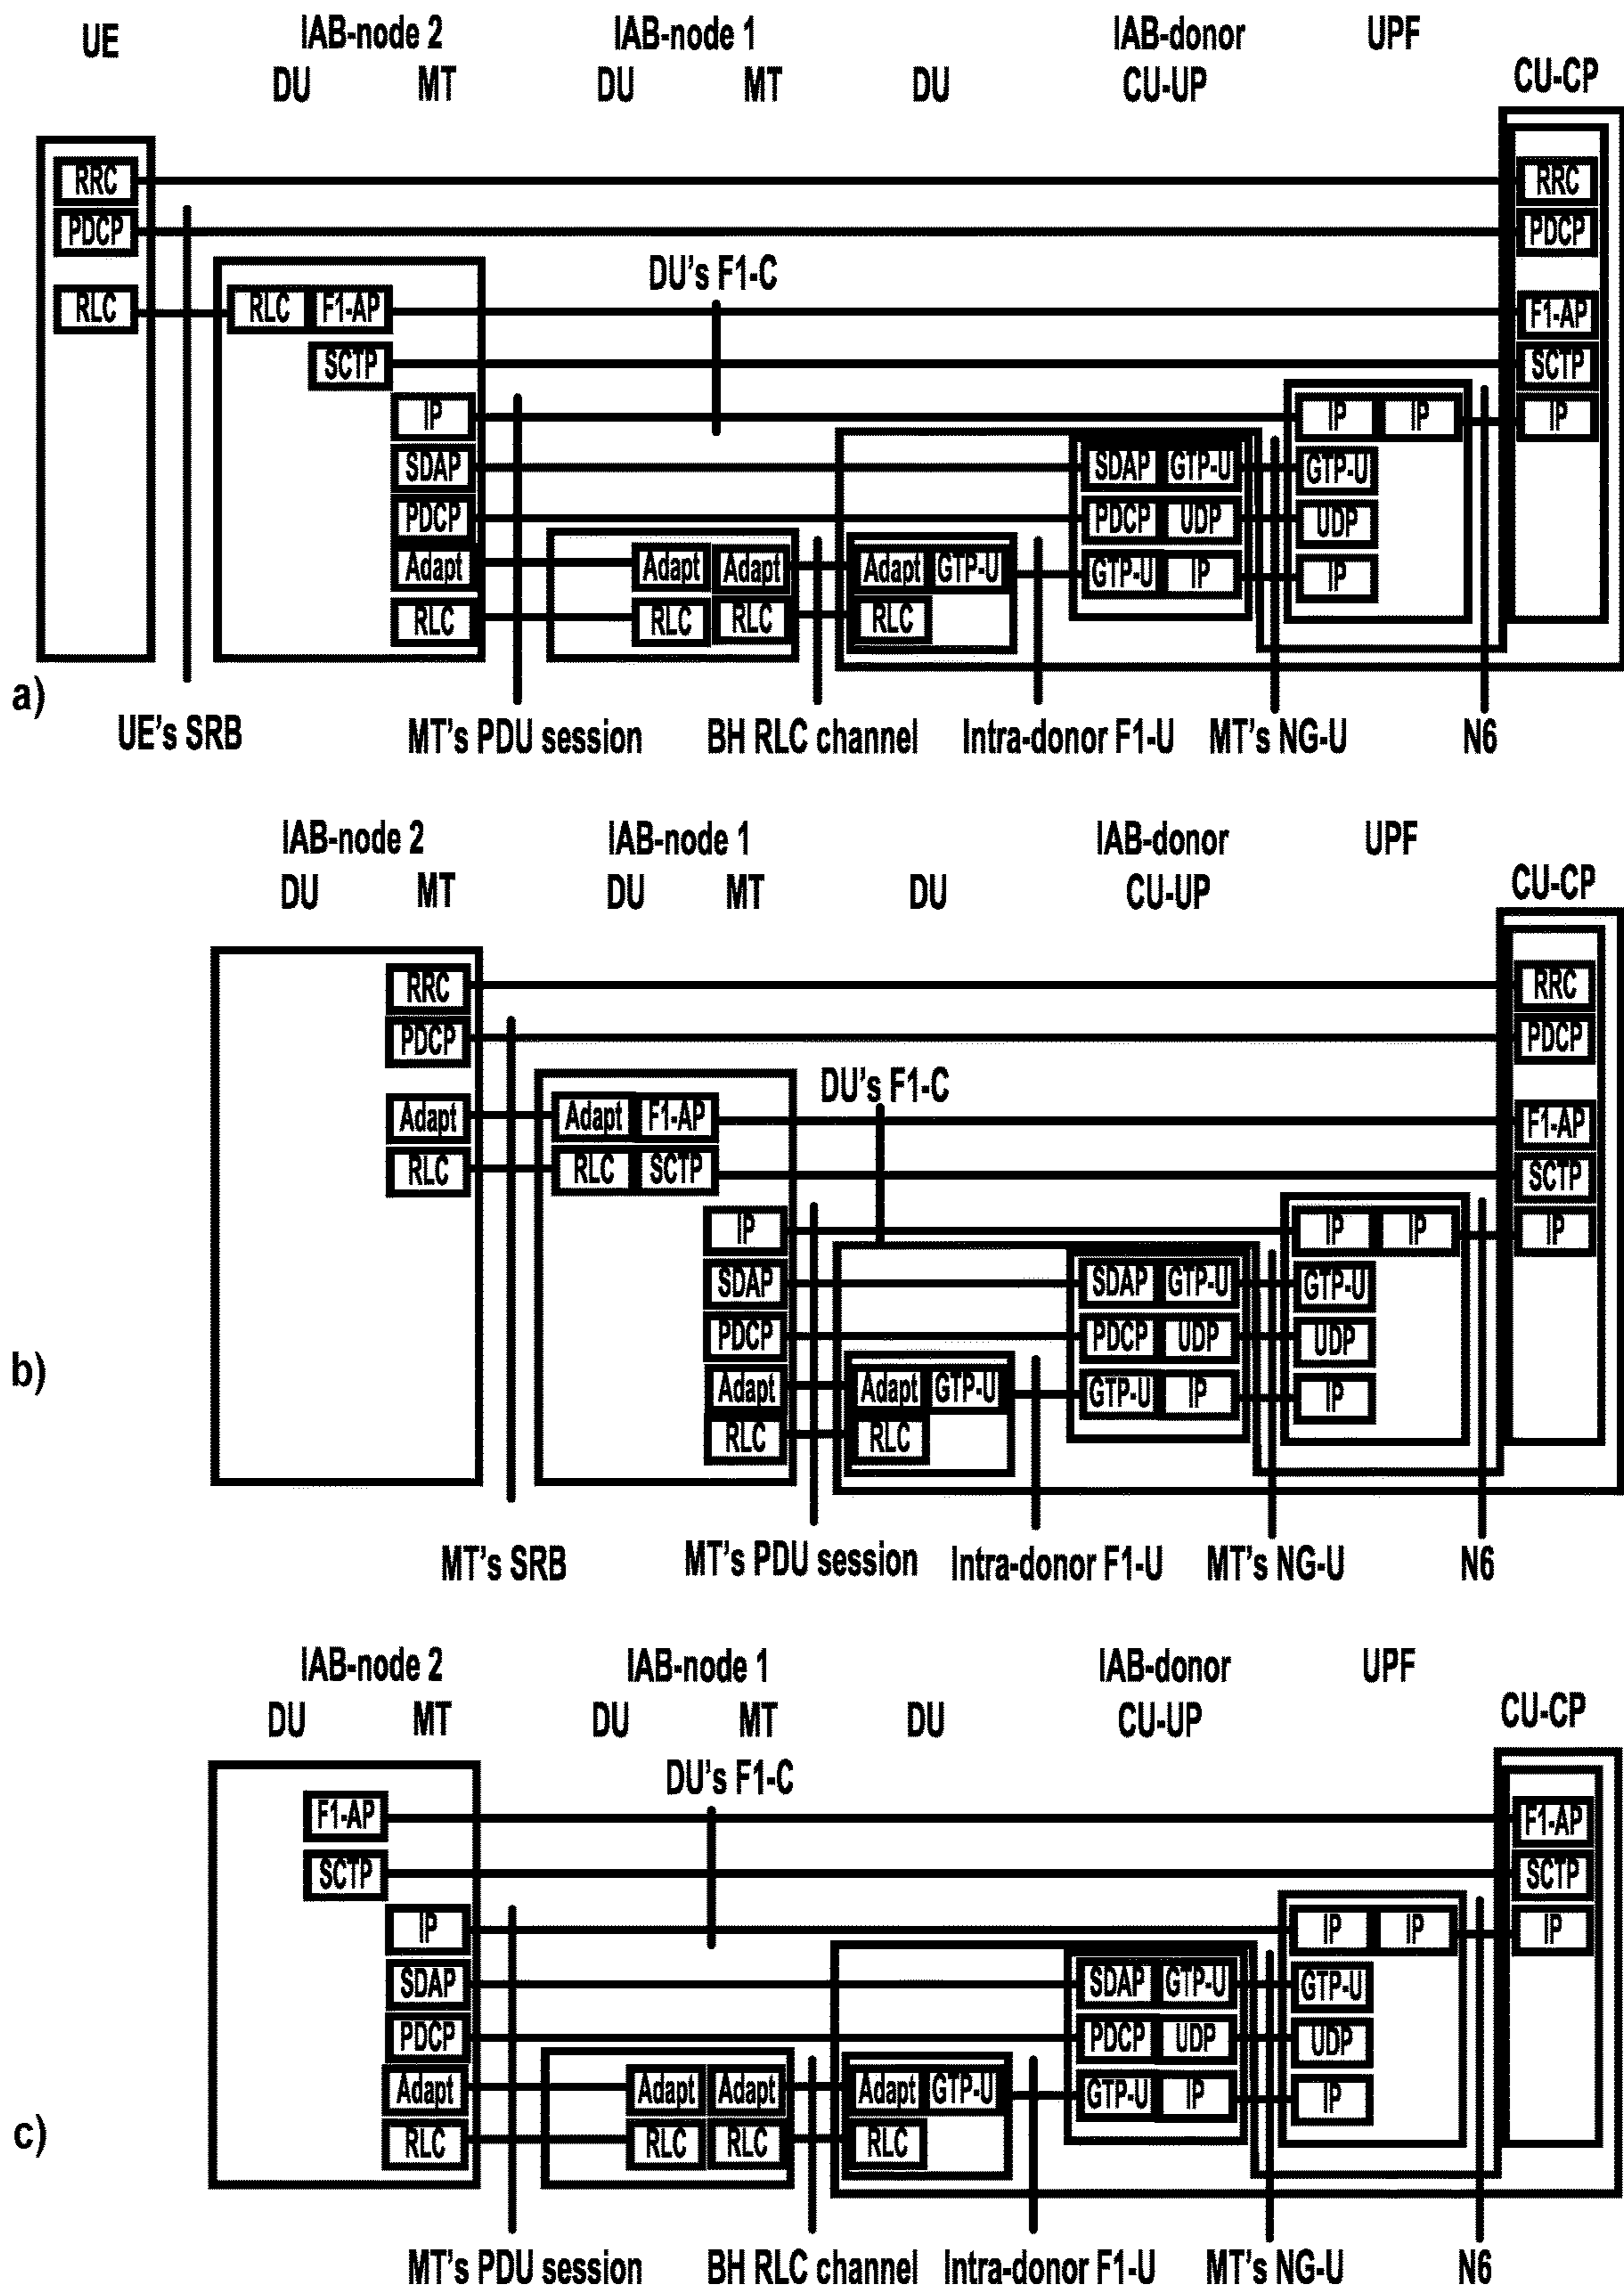 UE IAB-node 2 IAB-node 1 IAB-donor UPF
DU MT DU MT DU CU-UP CU-CP
RRC RRC
PDCP PDCP
DU's F1-C
RLC RLC F1-AP F1-AP
SCTP SCTP
IP IP IP IP
SDAP SDAP GTP-U GTP-U
PDCP PDCP UDP UDP
Adapt Adapt Adapt Adapt GTP-U GTP-U IP IP
RLC RLC RLC RLC
a)
UE's SRB MT's PDU session BH RLC channel Intra-donor F1-U MT's NG-U N6
IAB-node 2 IAB-node 1 IAB-donor UPF
DU MT DU MT DU CU-UP CU-CP
RRC RRC
PDCP PDCP
DU's F1-C
Adapt Adapt F1-AP F1-AP
RLC RLC SCTP SCTP
IP IP IP IP
SDAP SDAP GTP-U GTP-U
PDCP PDCP UDP UDP
b)
Adapt Adapt GTP-U GTP-U IP IP
RLC RLC
MT's SRB MT's PDU session Intra-donor F1-U MT's NG-U N6
IAB-node 2 IAB-node 1 IAB-donor UPF
DU MT DU MT DU CU-UP CU-CP
DU's F1-C
F1-AP F1-AP
SCTP SCTP
IP IP IP IP
SDAP SDAP GTP-U GTP-U
PDCP PDCP UDP UDP
Adapt Adapt Adapt Adapt GTP-U GTP-U IP IP
c)
RLC RLC RLC RLC
MT's PDU session BH RLC channel Intra-donor F1-U MT's NG-U N6